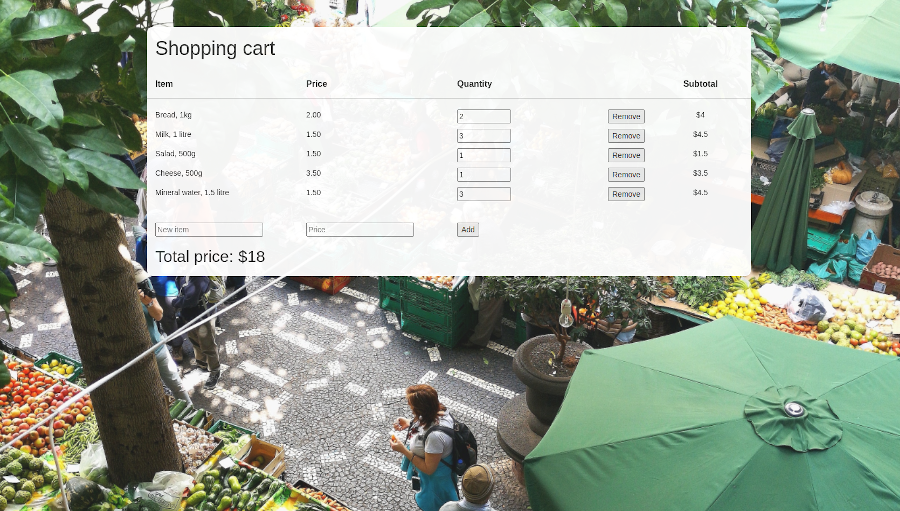 Shopping cart
Item Price Quantity Subtotal
Bread, 1kg 2.00 2 Remove $4
Milk, 1 litre 1.50 3 Remove $4.5
Salad, 500g 1.50 1 Remove $1.5
Cheese, 500g 3.50 1 Remove $3.5
Mineral water, 1.5 litre 1.50 3 Remove $4.5
New item Price Add
Total price: $18